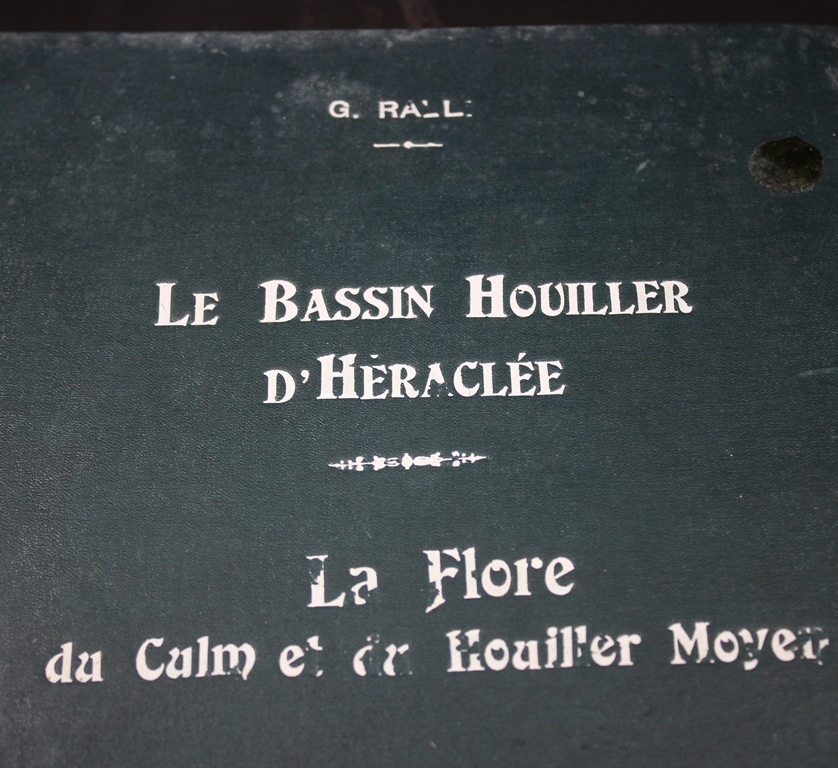 G. RALLI
LE BASSIN HOUILLER
D'HÉRACLÉE
La Flore
du Culm et du Houiller Moyen